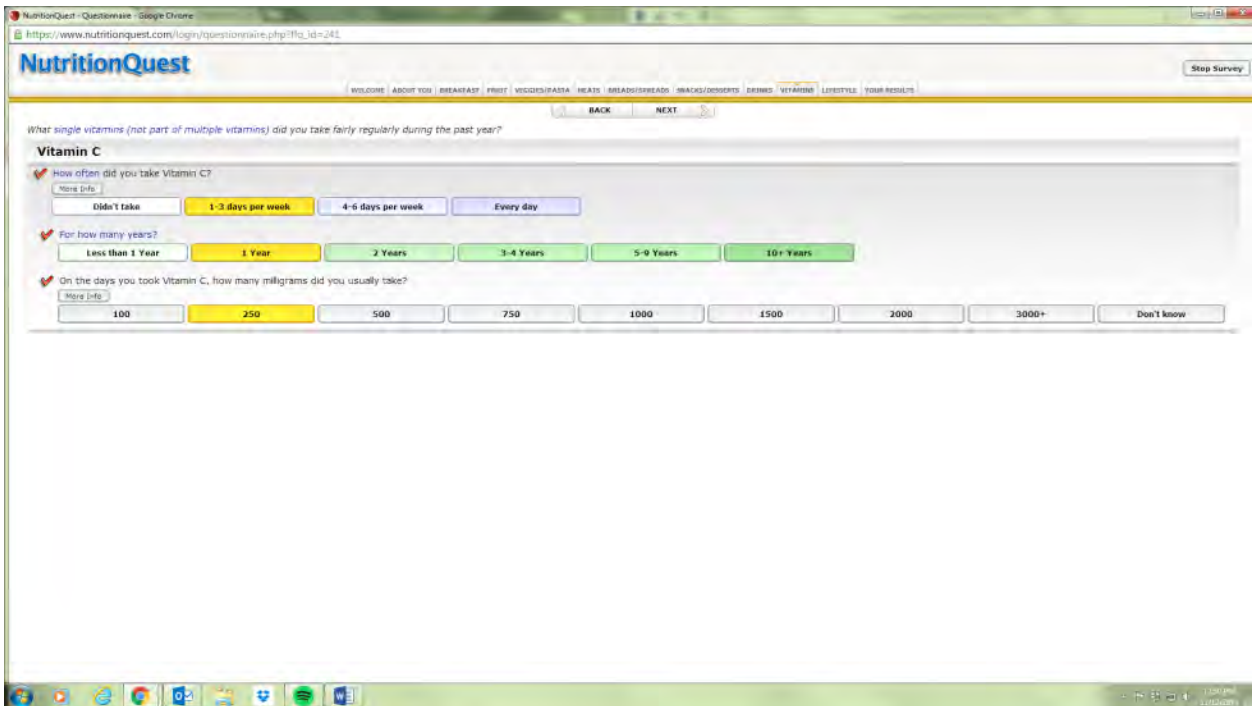 NutritionQuest - Questionnaire - Google Chrome
https://www.nutritionquest.com/login/questionnaire.php?flq_id=241
NutritionQuest
Stop Survey
WELCOME ABOUT YOU BREAKFAST FRUIT VEGGIES/PASTA MEATS BREADS/SPREADS SNACKS/DESSERTS DRINKS VITAMINS LIFESTYLE YOUR RESULTS
BACK NEXT
What single vitamins (not part of multiple vitamins) did you take fairly regularly during the past year?
Vitamin C
How often did you take Vitamin C?
More Info
Didn't take 1-3 days per week 4-6 days per week Every day
For how many years?
Less than 1 Year 1 Year 2 Years 3-4 Years 5-9 Years 10+ Years
On the days you took Vitamin C, how many milligrams did you usually take?
More Info
100 250 500 750 1000 1500 2000 3000+ Don't know